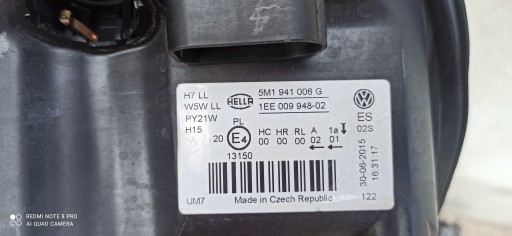 H7 LL
W5W LL
PY21W
H15
HELLA
5M1 941 006 G
1EE 009 948-02
ES
02S
PL
20 E4
HC HR RL A 1a
00 00 00 02 01
13150
30-06-2015
16.31.17
UM7
Made in Czech Republic
122
REDMI NOTE 8 PRO
AI QUAD CAMERA